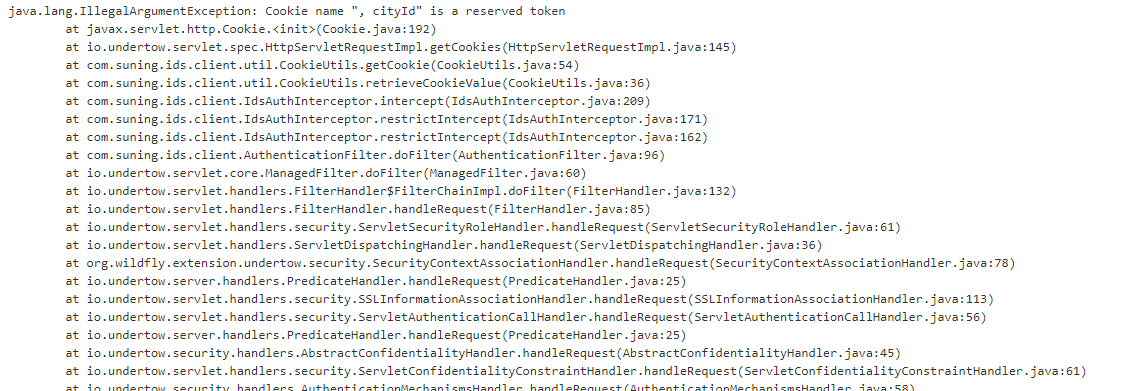 java.lang.IllegalArgumentException: Cookie name ", cityId" is a reserved token
at javax.servlet.http.Cookie.<init>(Cookie.java:192)
at io.undertow.servlet.spec.HttpServletRequestImpl.getCookies(HttpServletRequestImpl.java:145)
at com.suning.ids.client.util.CookieUtils.getCookie(CookieUtils.java:54)
at com.suning.ids.client.util.CookieUtils.retrieveCookieValue(CookieUtils.java:36)
at com.suning.ids.client.IdsAuthInterceptor.intercept(IdsAuthInterceptor.java:209)
at com.suning.ids.client.IdsAuthInterceptor.restrictIntercept(IdsAuthInterceptor.java:171)
at com.suning.ids.client.IdsAuthInterceptor.restrictIntercept(IdsAuthInterceptor.java:162)
at com.suning.ids.client.AuthenticationFilter.doFilter(AuthenticationFilter.java:96)
at io.undertow.servlet.core.ManagedFilter.doFilter(ManagedFilter.java:60)
at io.undertow.servlet.handlers.FilterHandler$FilterChainImpl.doFilter(FilterHandler.java:132)
at io.undertow.servlet.handlers.FilterHandler.handleRequest(FilterHandler.java:85)
at io.undertow.servlet.handlers.security.ServletSecurityRoleHandler.handleRequest(ServletSecurityRoleHandler.java:61)
at io.undertow.servlet.handlers.ServletDispatchingHandler.handleRequest(ServletDispatchingHandler.java:36)
at org.wildfly.extension.undertow.security.SecurityContextAssociationHandler.handleRequest(SecurityContextAssociationHandler.java:78)
at io.undertow.server.handlers.PredicateHandler.handleRequest(PredicateHandler.java:25)
at io.undertow.servlet.handlers.security.SSLInformationAssociationHandler.handleRequest(SSLInformationAssociationHandler.java:113)
at io.undertow.servlet.handlers.security.ServletAuthenticationCallHandler.handleRequest(ServletAuthenticationCallHandler.java:56)
at io.undertow.server.handlers.PredicateHandler.handleRequest(PredicateHandler.java:25)
at io.undertow.security.handlers.AbstractConfidentialityHandler.handleRequest(AbstractConfidentialityHandler.java:45)
at io.undertow.servlet.handlers.security.ServletConfidentialityConstraintHandler.handleRequest(ServletConfidentialityConstraintHandler.java:61)
at io.undertow.security.handlers.AuthenticationMechanismsHandler.handleRequest(AuthenticationMechanismsHandler.java:58)